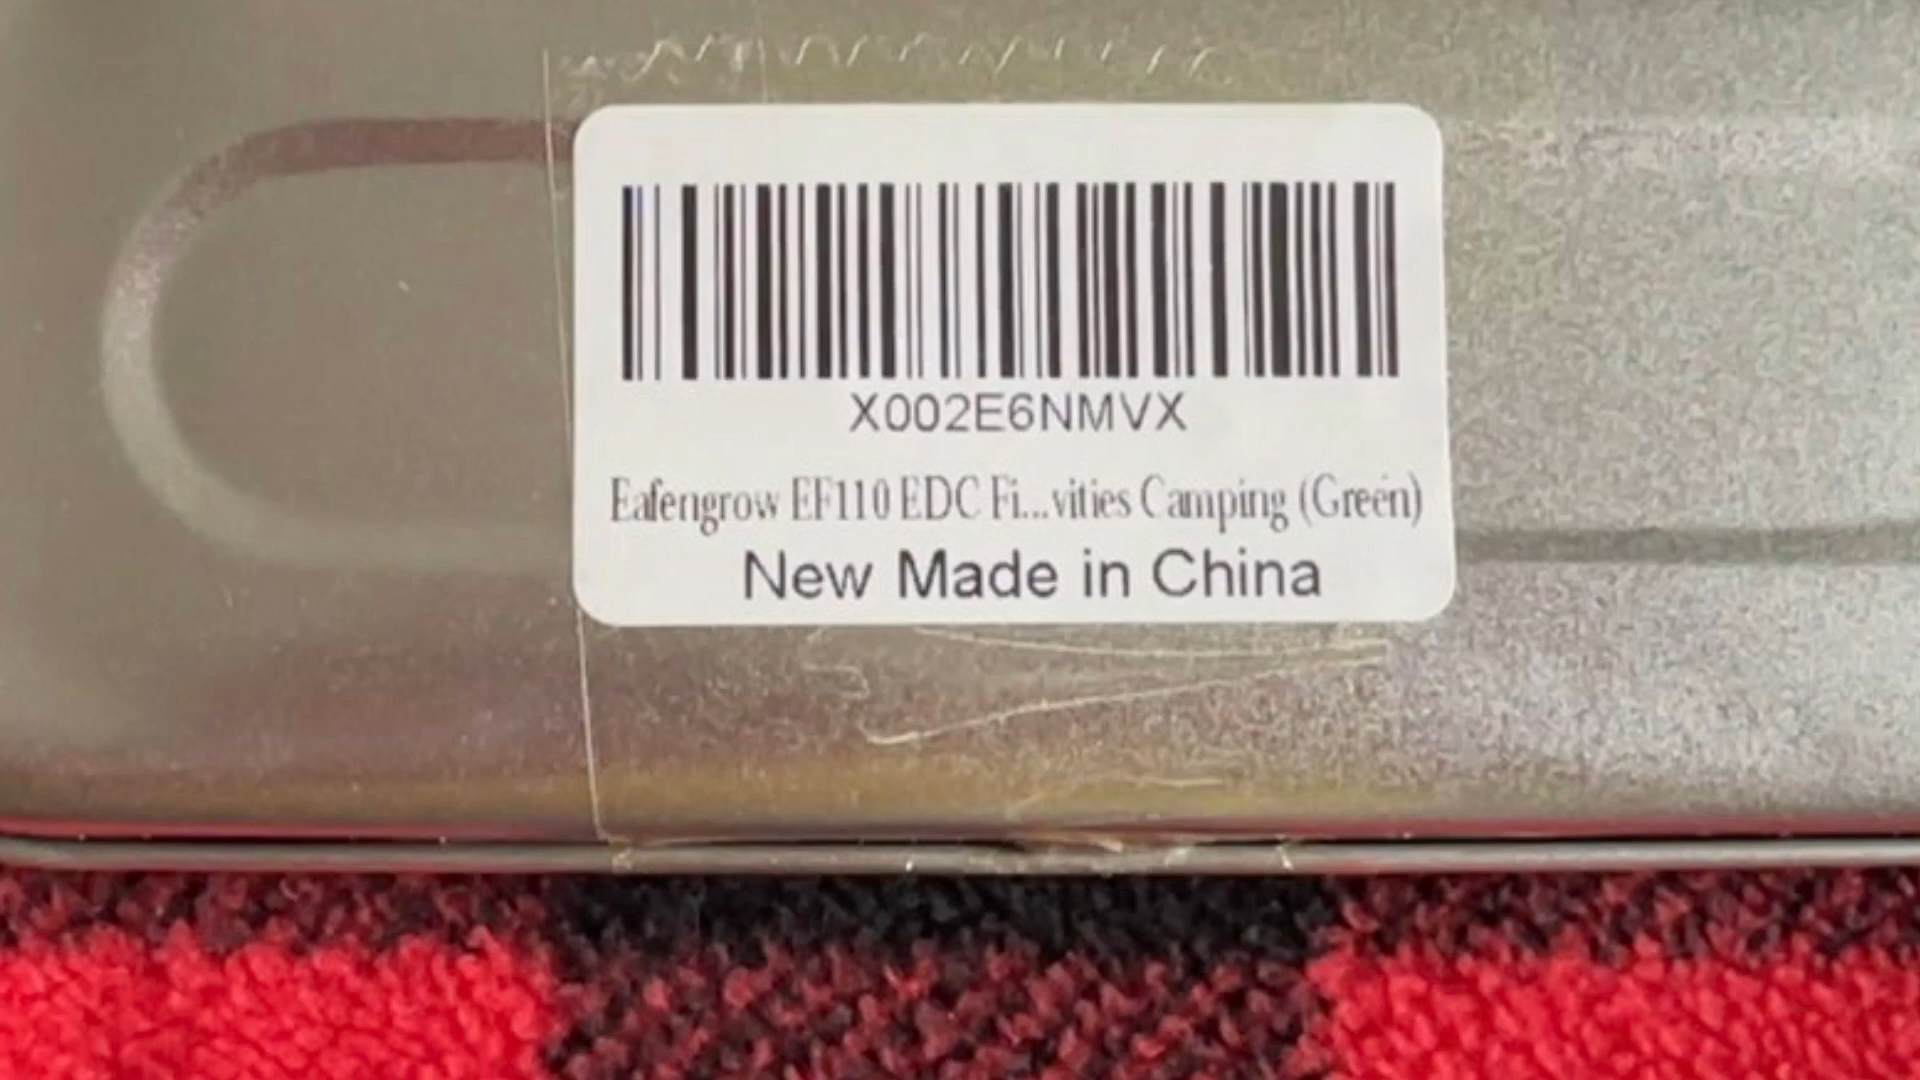 X002E6NMVX
Eafengrow EF110 EDC Fi...vities Camping (Green)
New Made in China